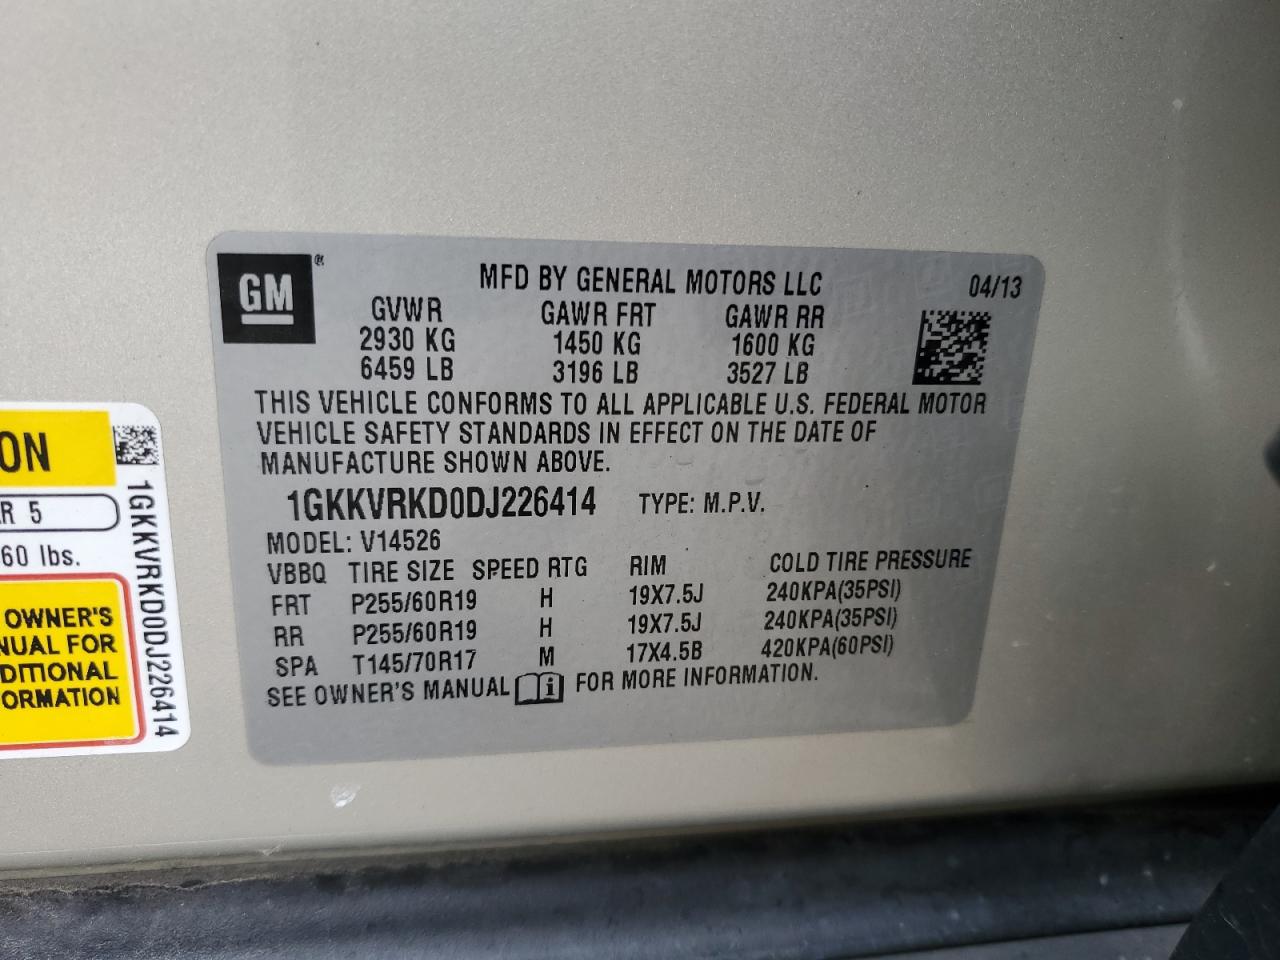 GM®
MFD BY GENERAL MOTORS LLC 04/13
GVWR GAWR FRT GAWR RR
2930 KG 1450 KG 1600 KG
6459 LB 3196 LB 3527 LB
THIS VEHICLE CONFORMS TO ALL APPLICABLE U.S. FEDERAL MOTOR
VEHICLE SAFETY STANDARDS IN EFFECT ON THE DATE OF
MANUFACTURE SHOWN ABOVE.
1GKKVRKD0DJ226414 TYPE: M.P.V.
MODEL: V14526
VBBQ TIRE SIZE SPEED RTG RIM COLD TIRE PRESSURE
FRT P255/60R19 H 19X7.5J 240KPA(35PSI)
RR P255/60R19 H 19X7.5J 240KPA(35PSI)
SPA T145/70R17 M 17X4.5B 420KPA(60PSI)
SEE OWNER'S MANUAL i FOR MORE INFORMATION.
ON
R 5
60 lbs.
OWNER'S
NUAL FOR
DITIONAL
ORMATION
1GKKVRKD0DJ226414